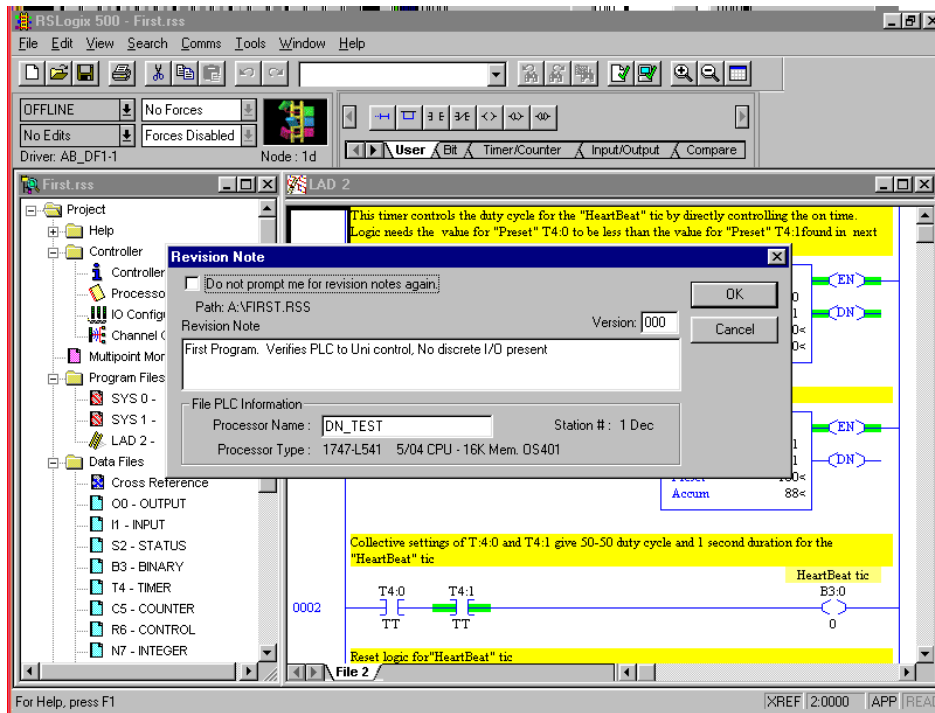 RSLogix 500 - First.rss
File Edit View Search Comms Tools Window Help
OFFLINE No Forces
No Edits Forces Disabled
Driver: AB_DF1-1 Node : 1d
User Bit Timer/Counter Input/Output Compare
First.rss
LAD 2
Project
Help
Controller
Controller
IO Config
Channel
Program Files
SYS 0 -
SYS 1 -
LAD 2 -
Data Files
Cross Reference
O0 - OUTPUT
I1 - INPUT
S2 - STATUS
B3 - BINARY
T4 - TIMER
C5 - COUNTER
R6 - CONTROL
N7 - INTEGER
This timer controls the duty cycle for the "HeartBeat" tic by directly controlling the on time.
Logic needs the value for "Preset" T4:0 to be less than the value for "Preset" T4:1found in next
EN
DN
Revision Note
Do not prompt me for revision notes again.
Path: A:\FIRST.RSS
Revision Note
Version: 000
OK
Cancel
First Program. Verifies PLC to Uni control, No discrete I/O present
File PLC Information
Processor Name : DN_TEST Station # : 1 Dec
Processor Type : 1747-L541 5/04 CPU - 16K Mem. OS401
EN
DN
Accum 88<
Collective settings of T:4:0 and T4:1 give 50-50 duty cycle and 1 second duration for the
"HeartBeat" tic
HeartBeat tic
T4:0 T4:1 B3:0
0002
TT TT 0
Reset logic for"HeartBeat" tic
File 2
For Help, press F1
XREF 2:0000 APP READ